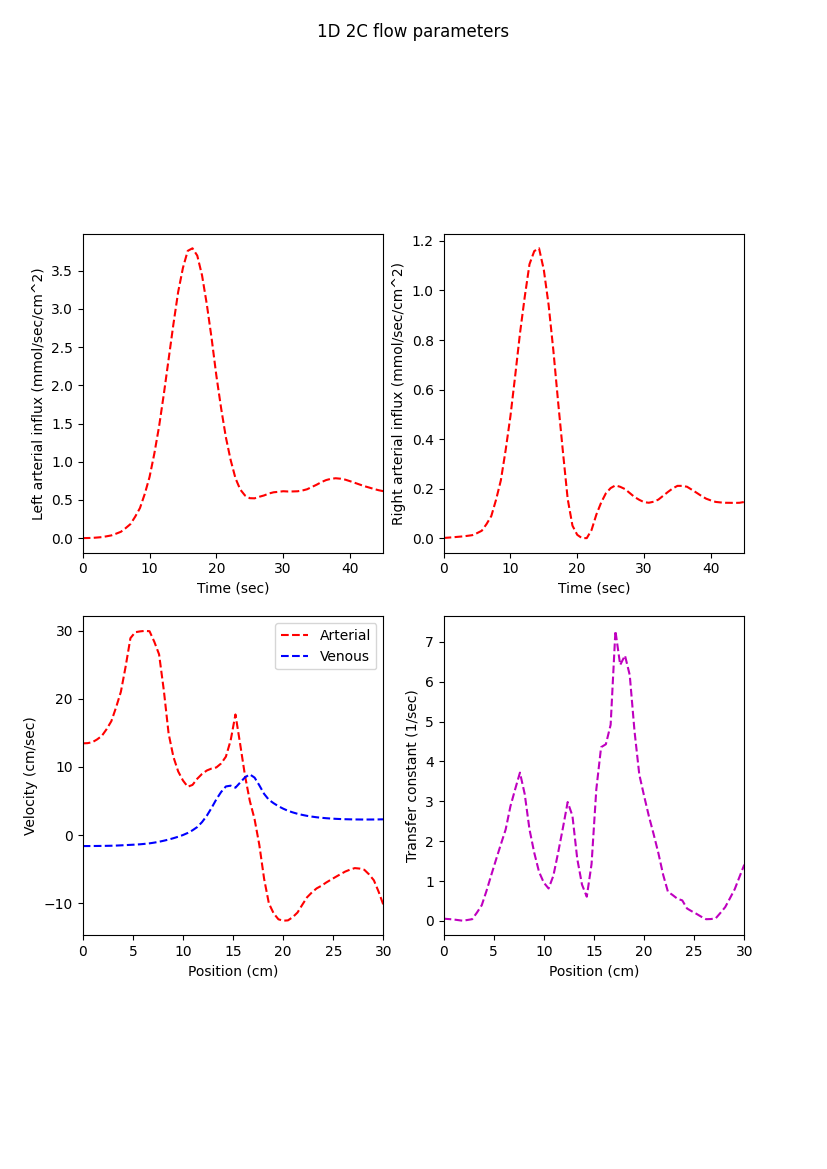 1D 2C flow parameters
Left arterial influx (mmol/sec/cm^2)
3.5
3.0
2.5
2.0
1.5
1.0
0.5
0.0
0 10 20 30 40
Time (sec)
Right arterial influx (mmol/sec/cm^2)
1.2
1.0
0.8
0.6
0.4
0.2
0.0
0 10 20 30 40
Time (sec)
Velocity (cm/sec)
30
20
10
0
−10
Arterial
Venous
0 5 10 15 20 25 30
Position (cm)
Transfer constant (1/sec)
7
6
5
4
3
2
1
0
0 5 10 15 20 25 30
Position (cm)